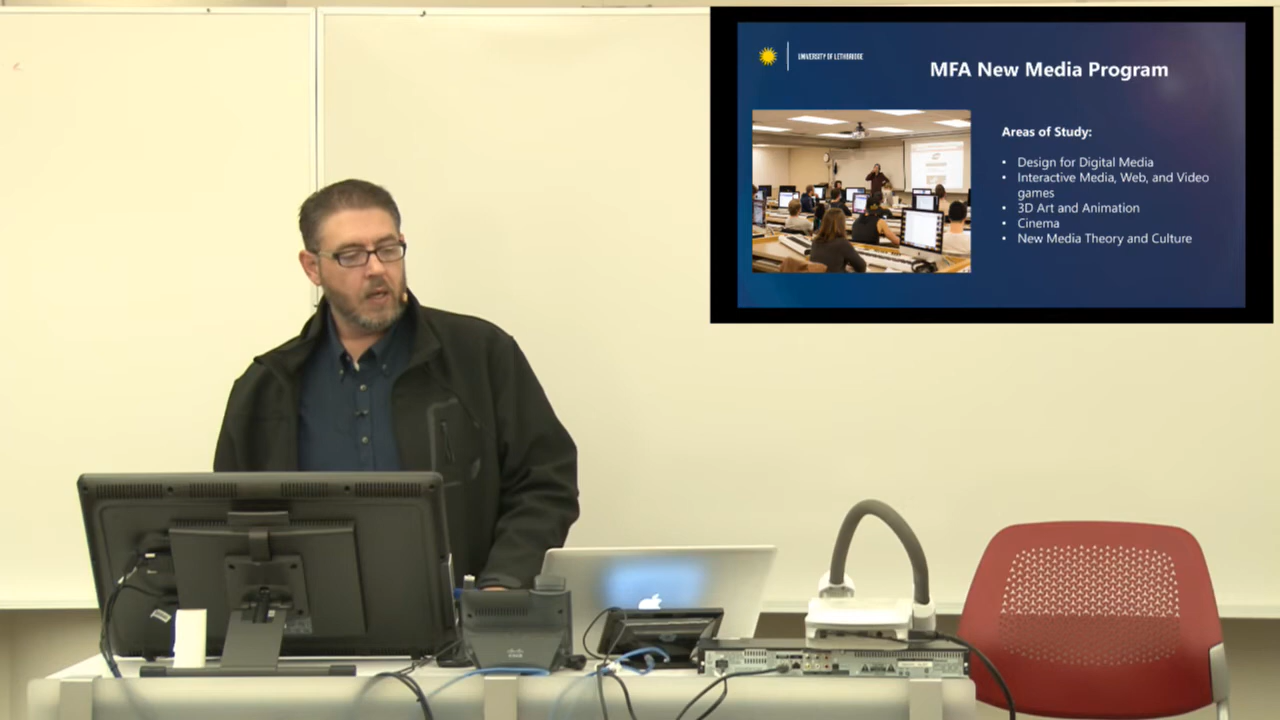 UNIVERSITY OF LETHBRIDGE
MFA New Media Program
Areas of Study:
• Design for Digital Media
• Interactive Media, Web, and Video
games
• 3D Art and Animation
• Cinema
• New Media Theory and Culture